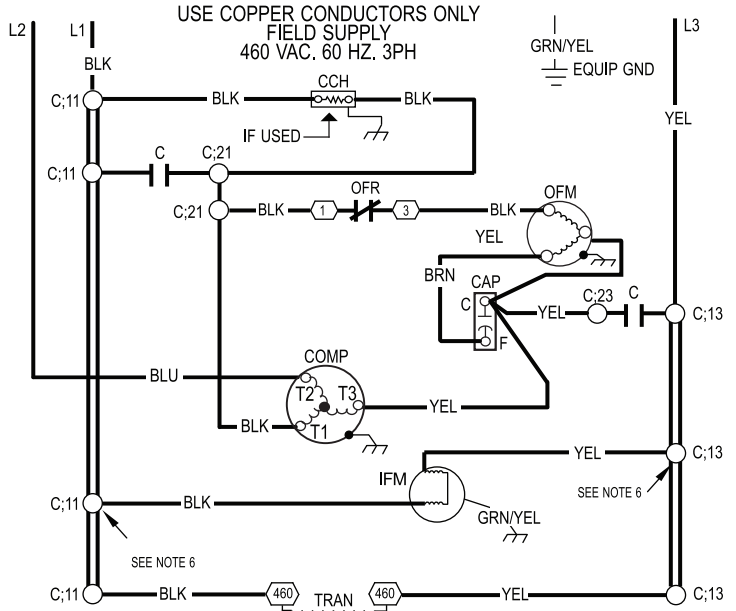 USE COPPER CONDUCTORS ONLY
FIELD SUPPLY
460 VAC. 60 HZ. 3PH
L2
L1
L3
BLK
GRN/YEL
EQUIP GND
YEL
C;11
BLK
CCH
BLK
IF USED
C;11
C
C;21
C;21
BLK
1
OFR
3
BLK
OFM
YEL
BRN
CAP
C
F
YEL
C;23
C
C;13
BLU
COMP
T2
T3
T1
YEL
BLK
IFM
YEL
C;13
SEE NOTE 6
C;11
BLK
GRN/YEL
SEE NOTE 6
C;11
BLK
460
TRAN
460
YEL
C;13